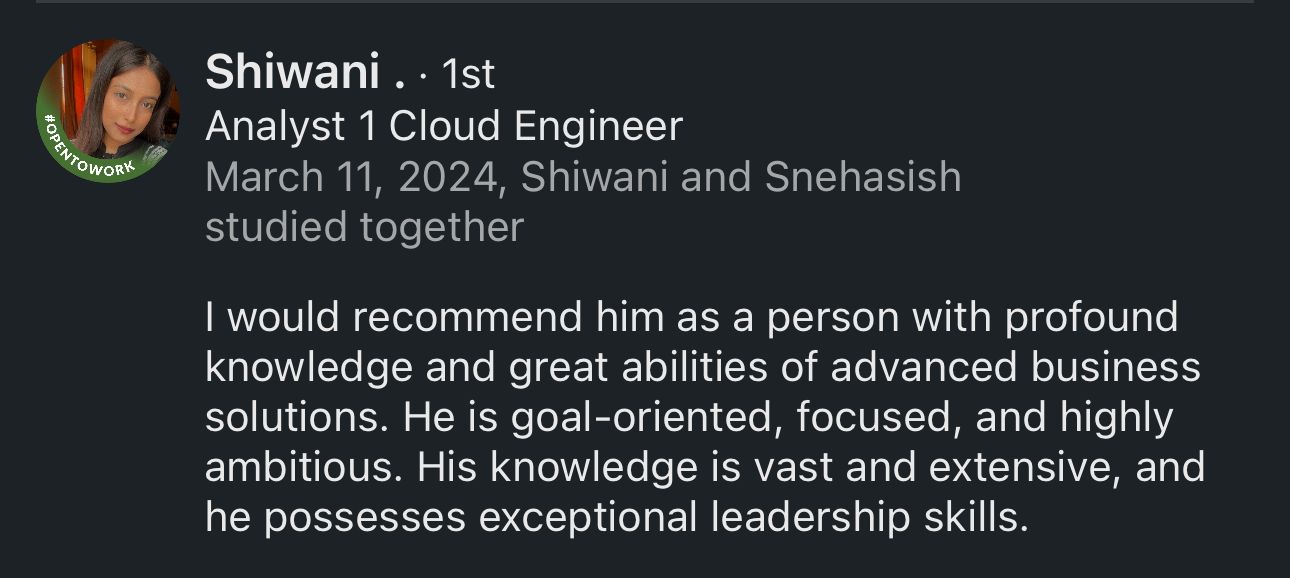 Shiwani . · 1st
Analyst 1 Cloud Engineer
March 11, 2024, Shiwani and Snehasish
studied together
#OPENTOWORK
I would recommend him as a person with profound
knowledge and great abilities of advanced business
solutions. He is goal-oriented, focused, and highly
ambitious. His knowledge is vast and extensive, and
he possesses exceptional leadership skills.